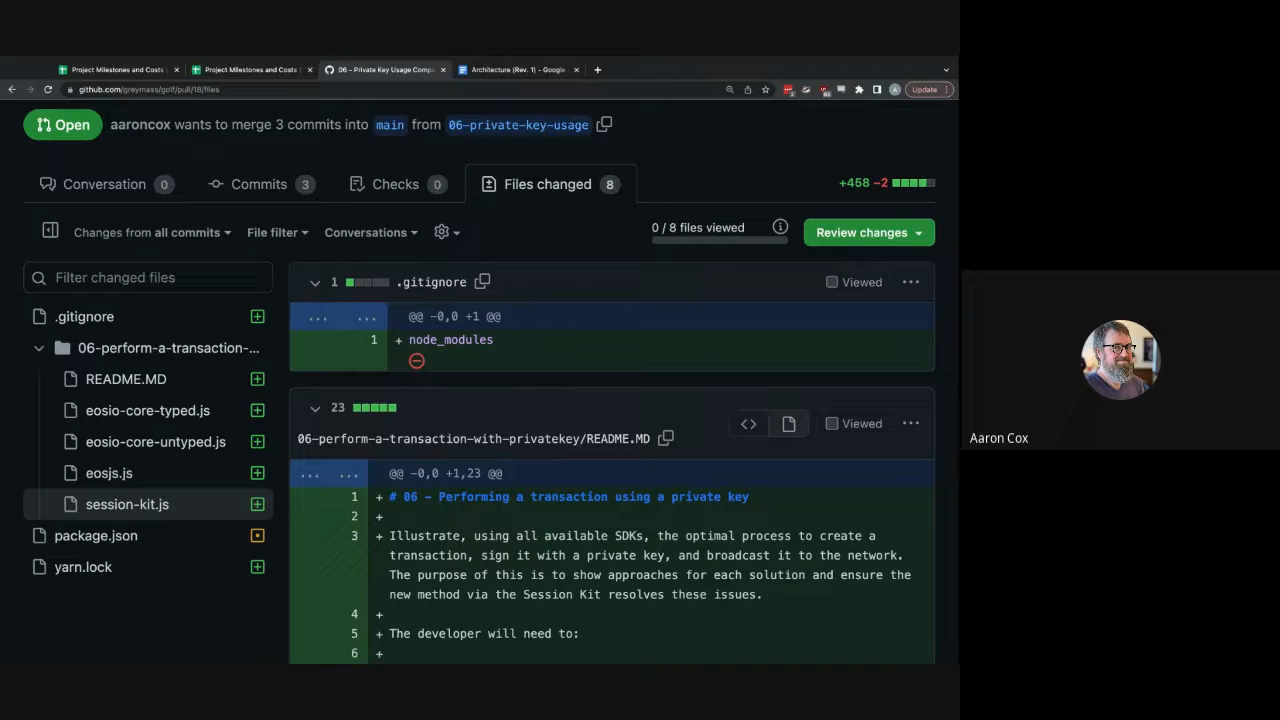 Project Milestones and Costs
Project Milestones and Costs
06 - Private Key Usage Comp
Architecture (Rev. 1) - Google
github.com/greymass/golf/pull/18/files
Update
Open
aaroncox wants to merge 3 commits into main from 06-private-key-usage
Conversation 0
Commits 3
Checks 0
Files changed 8
+458 −2
Changes from all commits
File filter
Conversations
0 / 8 files viewed
Review changes
Filter changed files
.gitignore
06-perform-a-transaction-...
README.MD
eosio-core-typed.js
eosio-core-untyped.js
eosjs.js
session-kit.js
package.json
yarn.lock
1 .gitignore
Viewed
...
... ... @@ -0,0 +1 @@
1 + node_modules
23
Viewed
...
06-perform-a-transaction-with-privatekey/README.MD
... ... @@ -0,0 +1,23 @@
1 + # 06 - Performing a transaction using a private key
2 +
3 + Illustrate, using all available SDKs, the optimal process to create a
transaction, sign it with a private key, and broadcast it to the network.
The purpose of this is to show approaches for each solution and ensure the
new method via the Session Kit resolves these issues.
4 +
5 + The developer will need to:
6 +
Aaron Cox